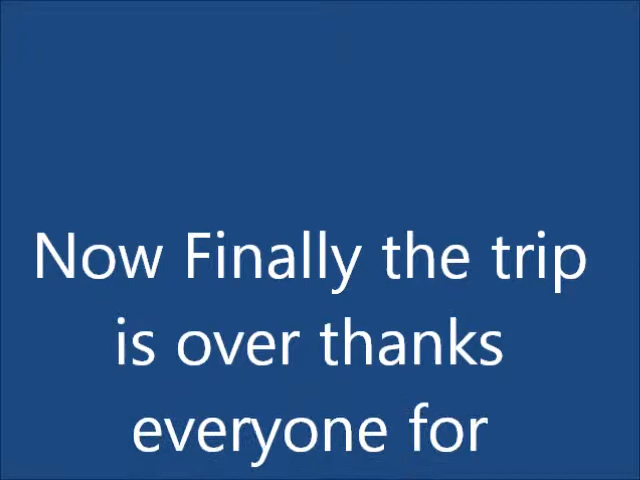 Now Finally the trip
is over thanks
everyone for